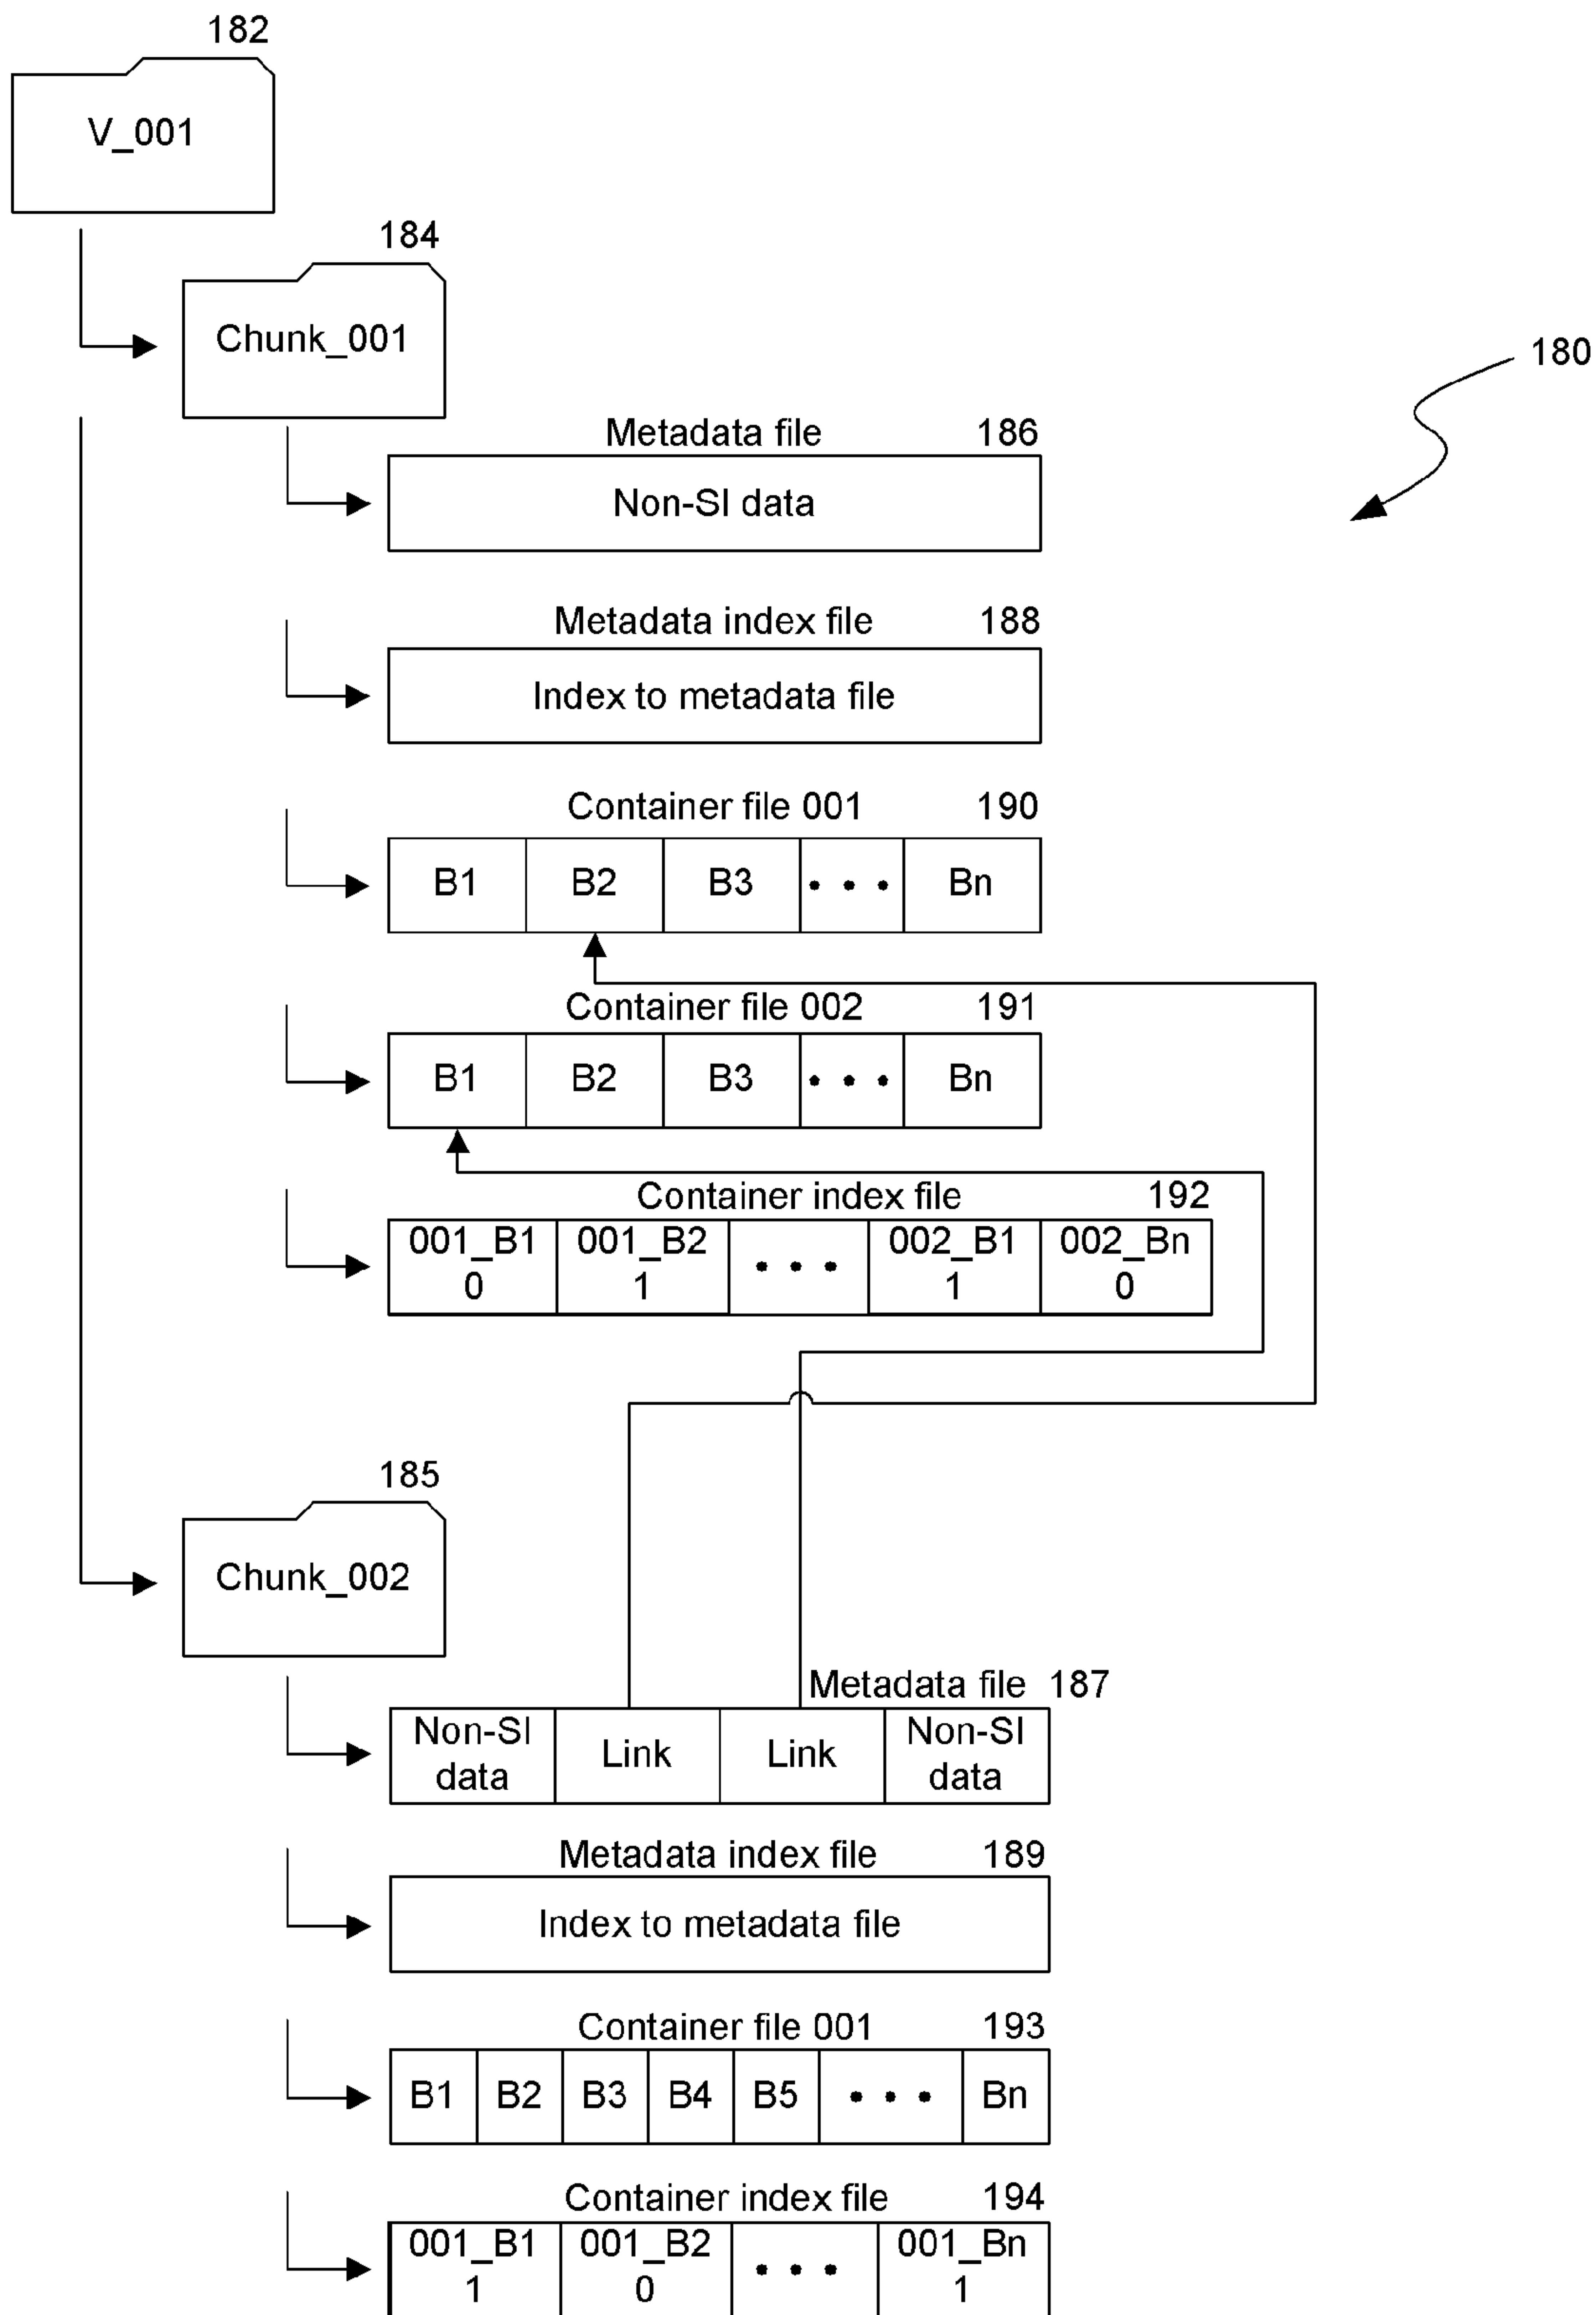 182
V_001
184
Chunk_001
180
Metadata file 186
Non-SI data
Metadata index file 188
Index to metadata file
Container file 001 190
B1 B2 B3 • • • Bn
Container file 002 191
B1 B2 B3 • • • Bn
Container index file 192
001_B1 001_B2 • • • 002_B1 002_Bn
0 1 1 0
185
Chunk_002
Metadata file 187
Non-SI Link Link Non-SI
data data
Metadata index file 189
Index to metadata file
Container file 001 193
B1 B2 B3 B4 B5 • • • Bn
Container index file 194
001_B1 001_B2 • • • 001_Bn
1 0 1